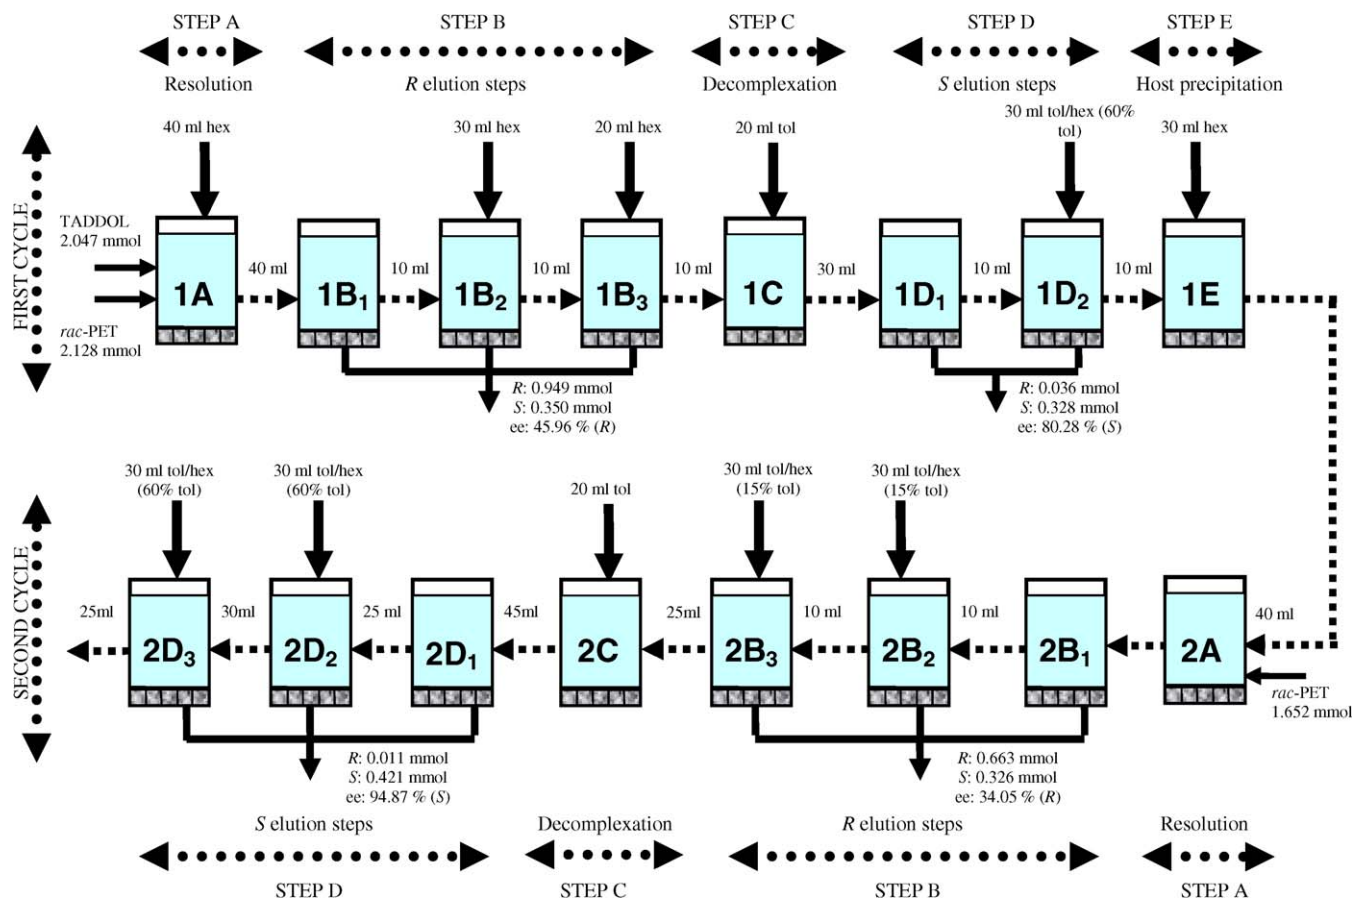 STEP A
STEP B
STEP C
STEP D
STEP E
Resolution
R elution steps
Decomplexation
S elution steps
Host precipitation
40 ml hex
30 ml hex
20 ml hex
20 ml tol
30 ml tol/hex (60%
tol)
30 ml hex
FIRST CYCLE
TADDOL
2.047 mmol
rac-PET
2.128 mmol
1A
40 ml
1B1
10 ml
1B2
10 ml
1B3
10 ml
1C
30 ml
1D1
10 ml
1D2
10 ml
1E
R: 0.949 mmol
S: 0.350 mmol
ee: 45.96 % (R)
R: 0.036 mmol
S: 0.328 mmol
ee: 80.28 % (S)
SECOND CYCLE
30 ml tol/hex
(60% tol)
30 ml tol/hex
(60% tol)
20 ml tol
30 ml tol/hex
(15% tol)
30 ml tol/hex
(15% tol)
25ml
2D3
30ml
2D2
25 ml
2D1
45ml
2C
25ml
2B3
10 ml
2B2
10 ml
2B1
2A
40 ml
rac-PET
1.652 mmol
R: 0.011 mmol
S: 0.421 mmol
ee: 94.87 % (S)
R: 0.663 mmol
S: 0.326 mmol
ee: 34.05 % (R)
S elution steps
Decomplexation
R elution steps
Resolution
STEP D
STEP C
STEP B
STEP A